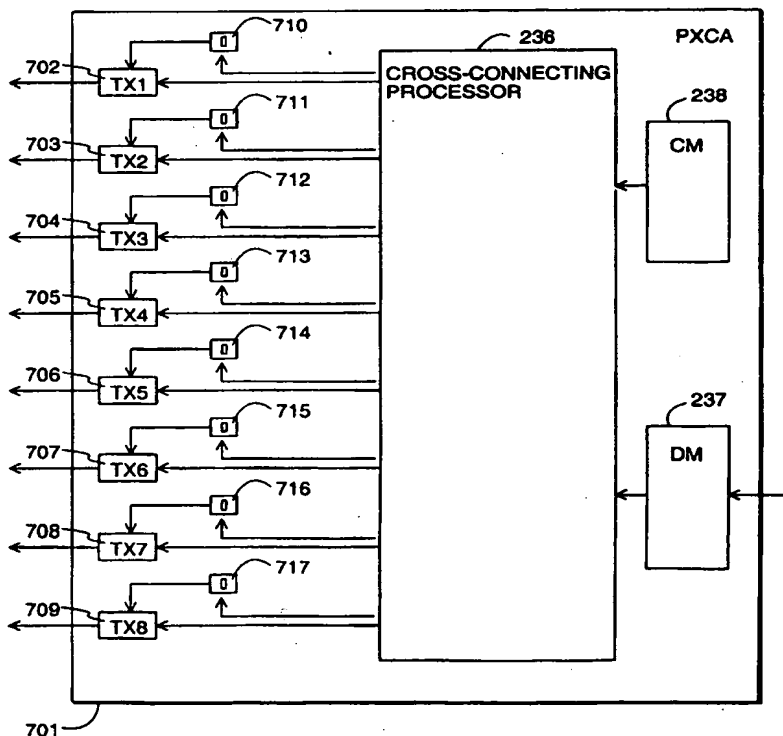 710
236
PXCA
0
702
TX1
CROSS-CONNECTING
PROCESSOR
238
CM
711
0
703
TX2
712
0
704
TX3
713
0
705
TX4
714
0
706
TX5
715
0
707
TX6
237
DM
716
0
708
TX7
717
0
709
TX8
701